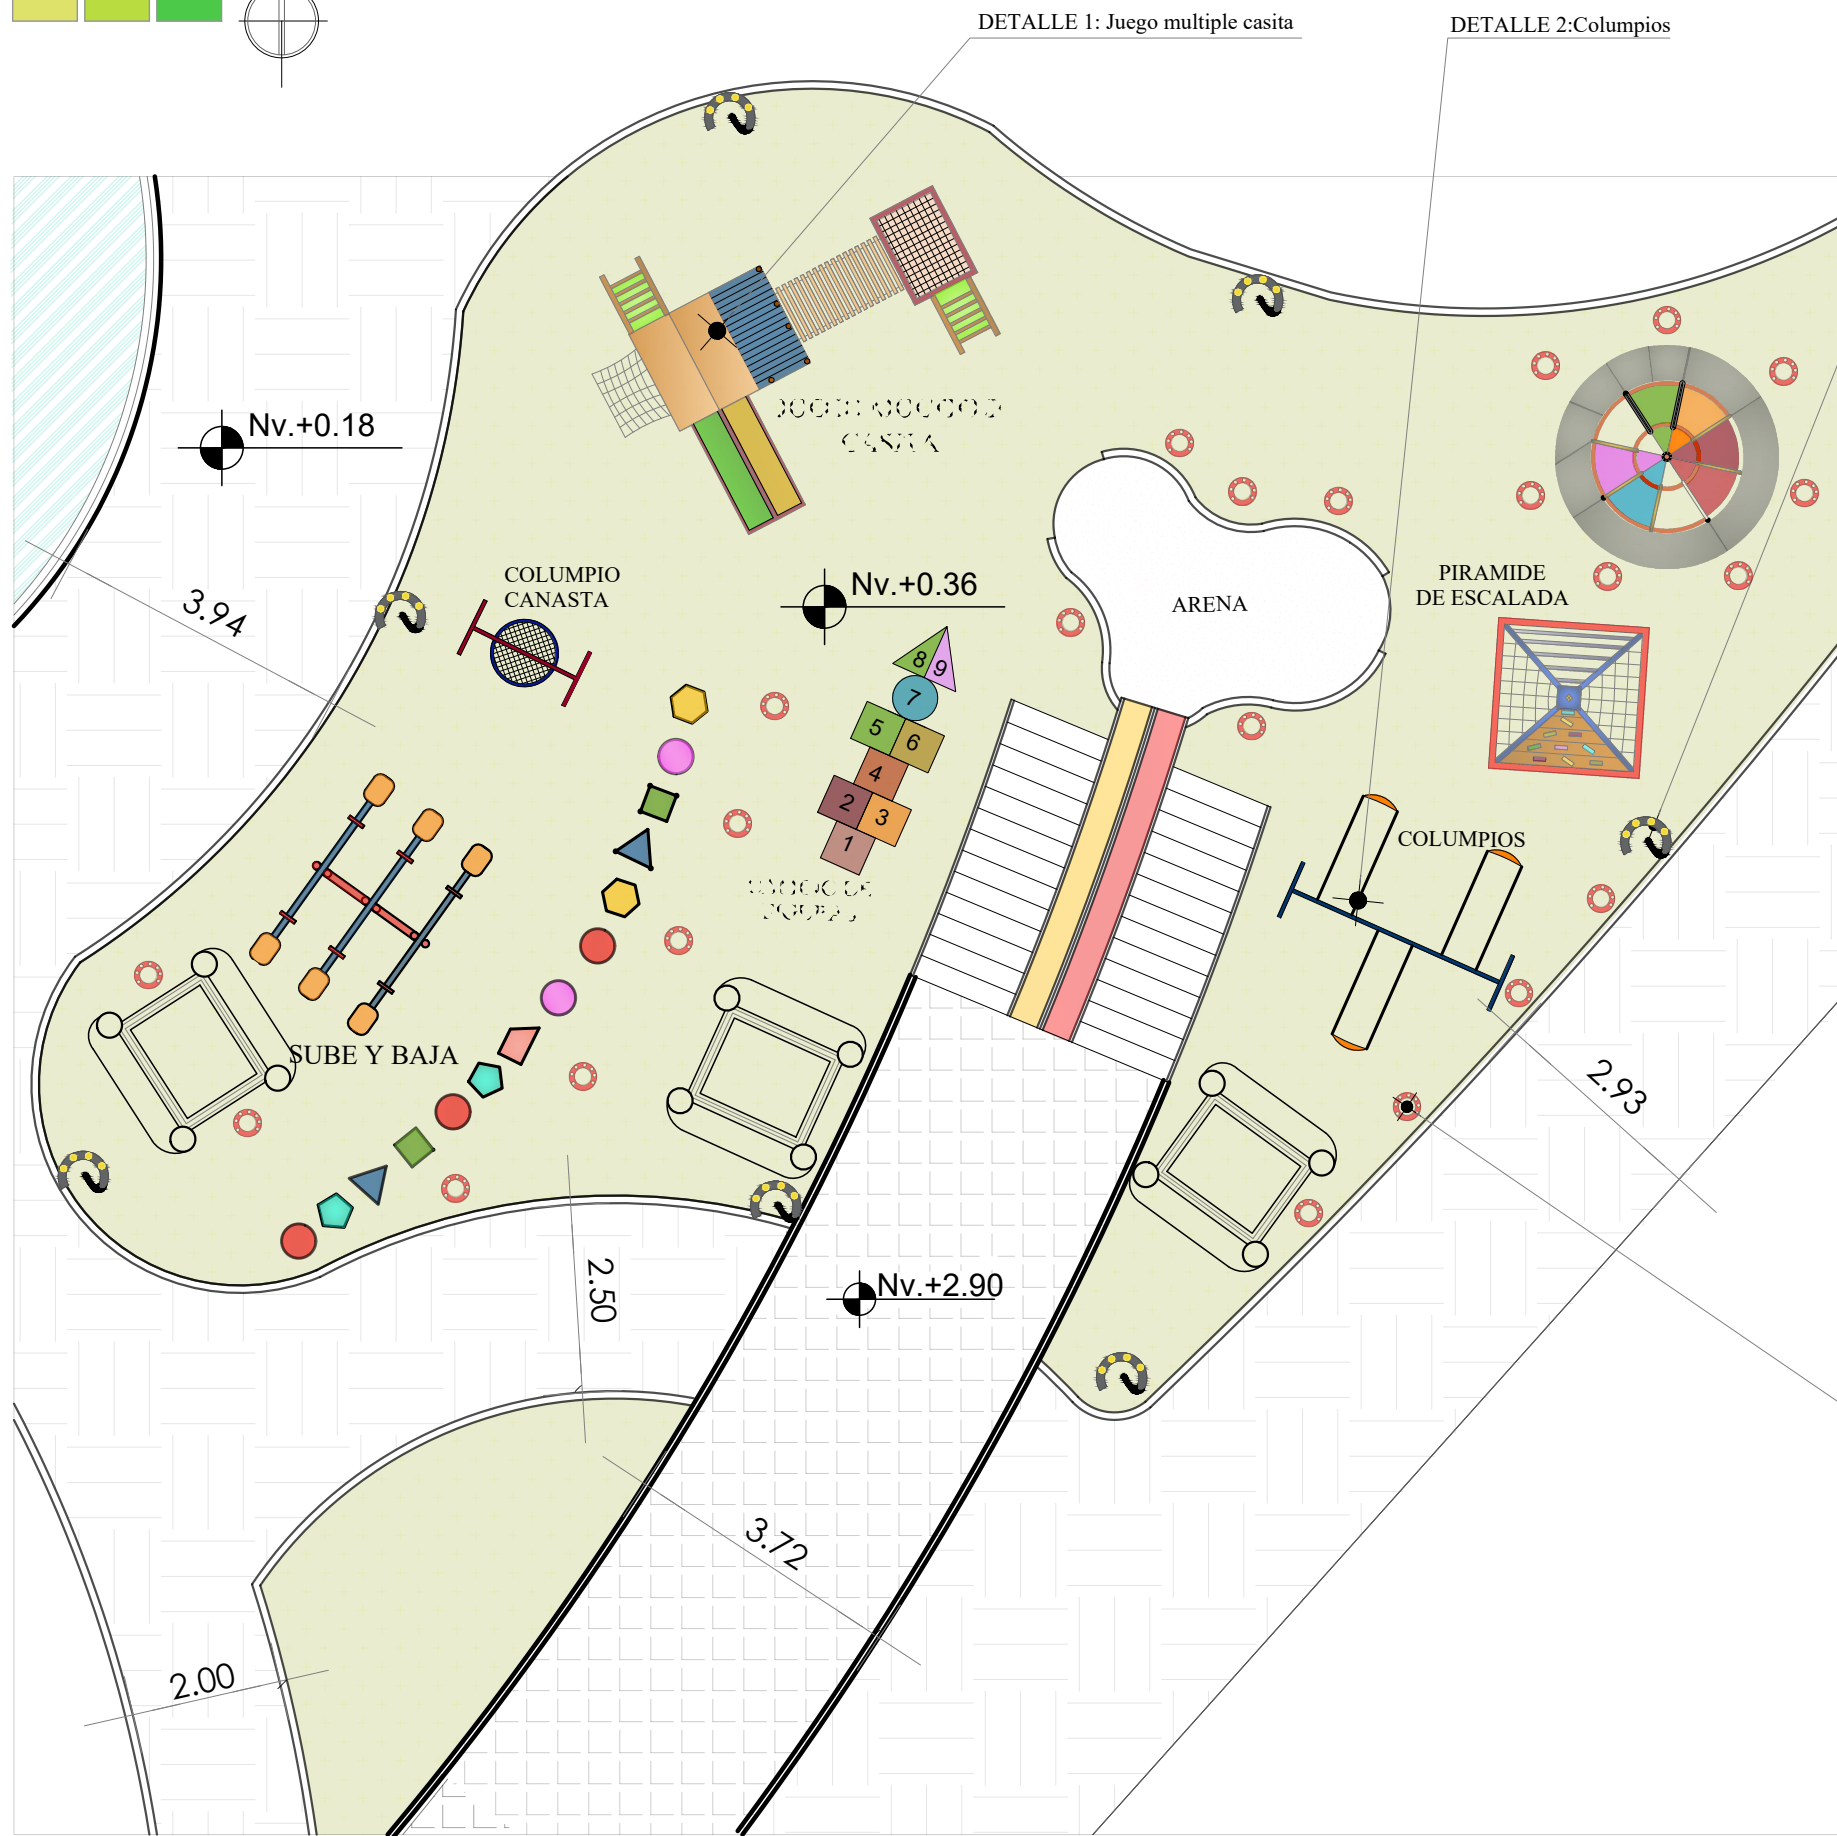 DETALLE 1: Juego multiple casita
DETALLE 2:Columpios
Nv.+0.18
CASITA
COLUMPIO
CANASTA
Nv.+0.36
ARENA
PIRAMIDE
DE ESCALADA
3.94
8
9
7
5
6
4
2
3
1
COLUMPIOS
SUBE Y BAJA
2.93
2.50
Nv.+2.90
3.72
2.00